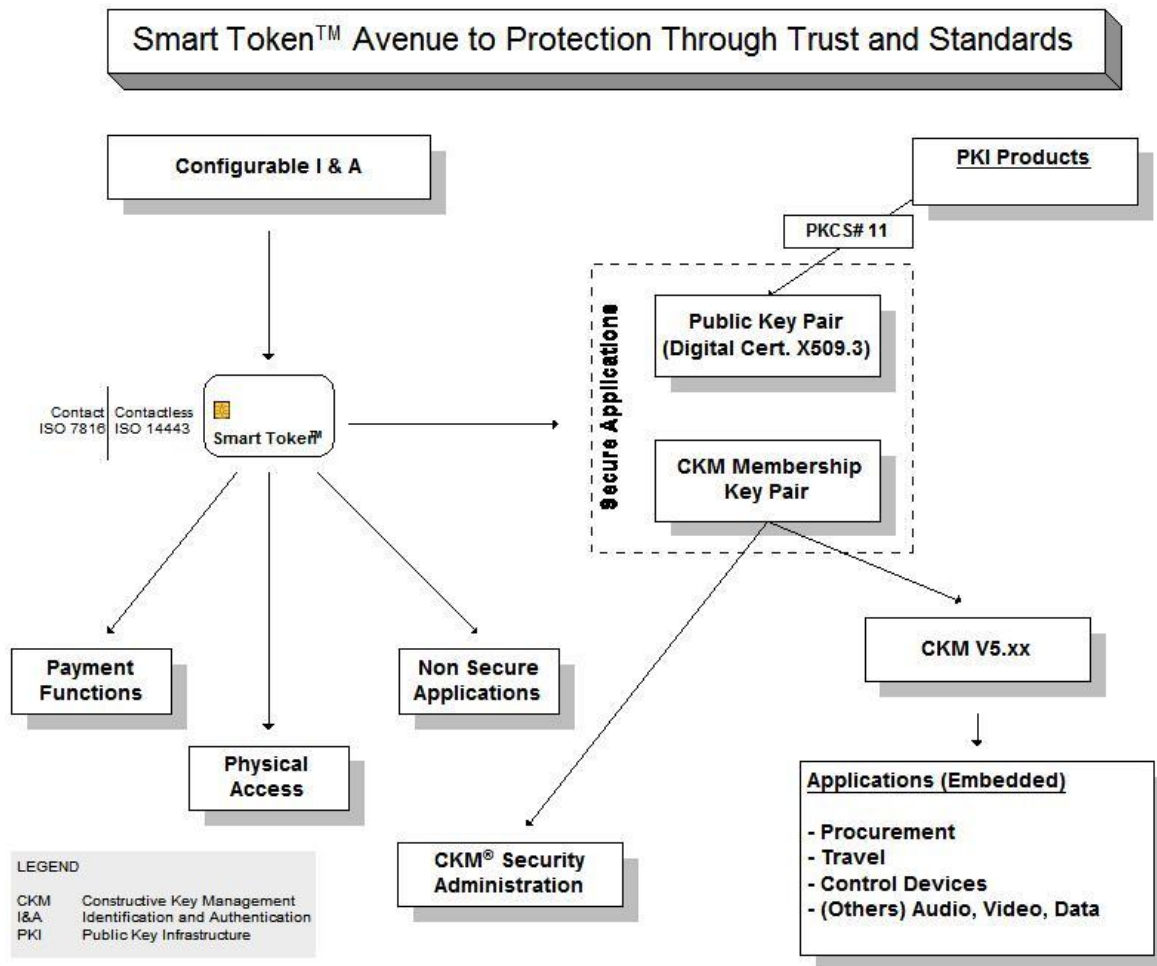 Smart Token™ Avenue to Protection Through Trust and Standards
Configurable I & A
PKI Products
PKCS# 11
Secure Applications
Public Key Pair
(Digital Cert. X509.3)
Contact
ISO 7816
Contactless
ISO 14443
Smart Token™
CKM Membership
Key Pair
Payment
Functions
Non Secure
Applications
CKM V5.xx
Physical
Access
Applications (Embedded)
- Procurement
- Travel
- Control Devices
- (Others) Audio, Video, Data
CKM® Security
Administration
LEGEND
CKM Constructive Key Management
I&A Identification and Authentication
PKI Public Key Infrastructure